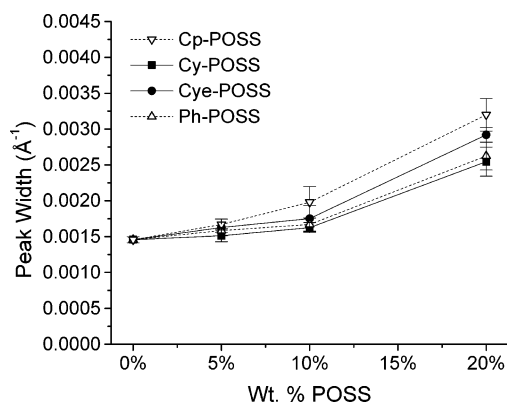 0.0045
0.0040
0.0035
0.0030
0.0025
0.0020
0.0015
0.0010
0.0005
0.0000
Peak Width (Å⁻¹)
Cp-POSS
Cy-POSS
Cye-POSS
Ph-POSS
0% 5% 10% 15% 20%
Wt. % POSS